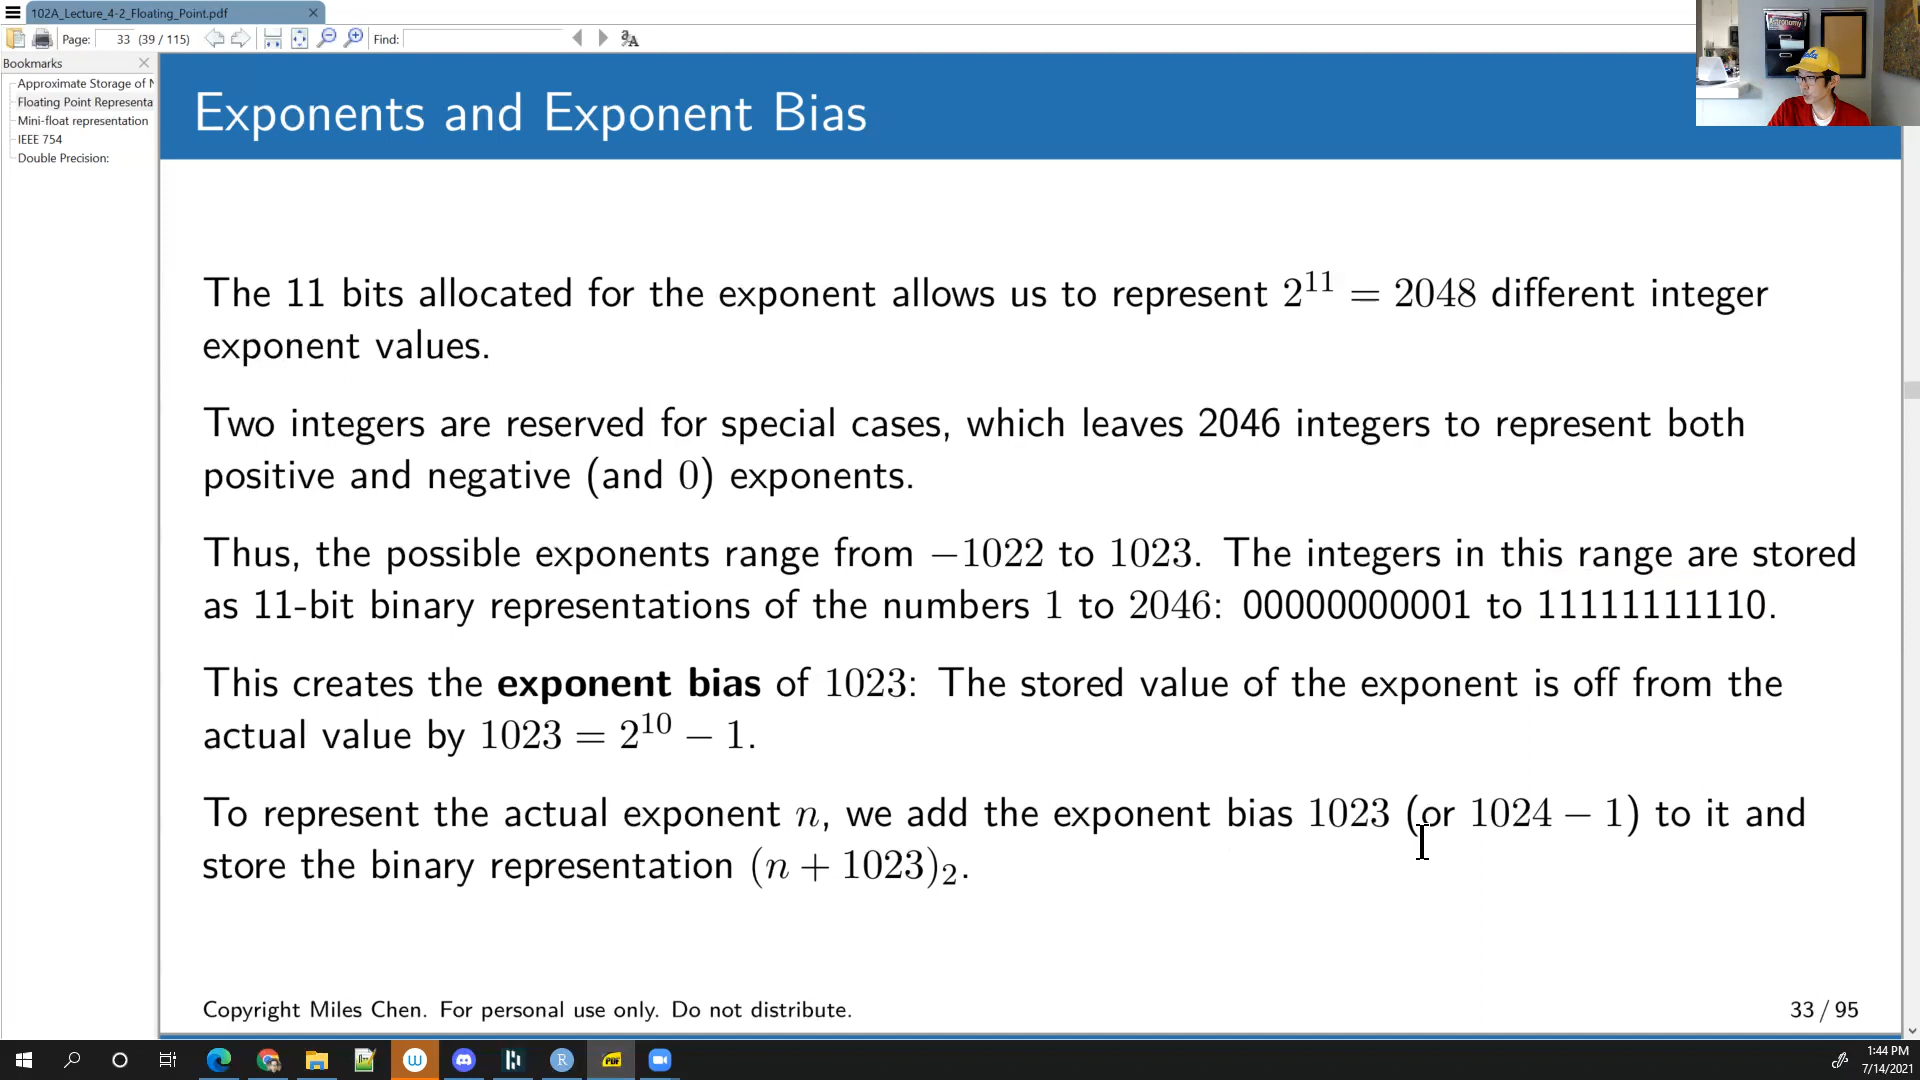 102A_Lecture_4-2_Floating_Point.pdf
Page: 33 (39 / 115) Find:
Bookmarks
Approximate Storage of N
Floating Point Representa
Mini-float representation
IEEE 754
Double Precision:
Exponents and Exponent Bias
The 11 bits allocated for the exponent allows us to represent 2^11 = 2048 different integer
exponent values.
Two integers are reserved for special cases, which leaves 2046 integers to represent both
positive and negative (and 0) exponents.
Thus, the possible exponents range from −1022 to 1023. The integers in this range are stored
as 11-bit binary representations of the numbers 1 to 2046: 00000000001 to 11111111110.
This creates the exponent bias of 1023: The stored value of the exponent is off from the
actual value by 1023 = 2^10 − 1.
To represent the actual exponent n, we add the exponent bias 1023 (or 1024 − 1) to it and
store the binary representation (n + 1023)₂.
Copyright Miles Chen. For personal use only. Do not distribute.
33 / 95
1:44 PM
7/14/2021